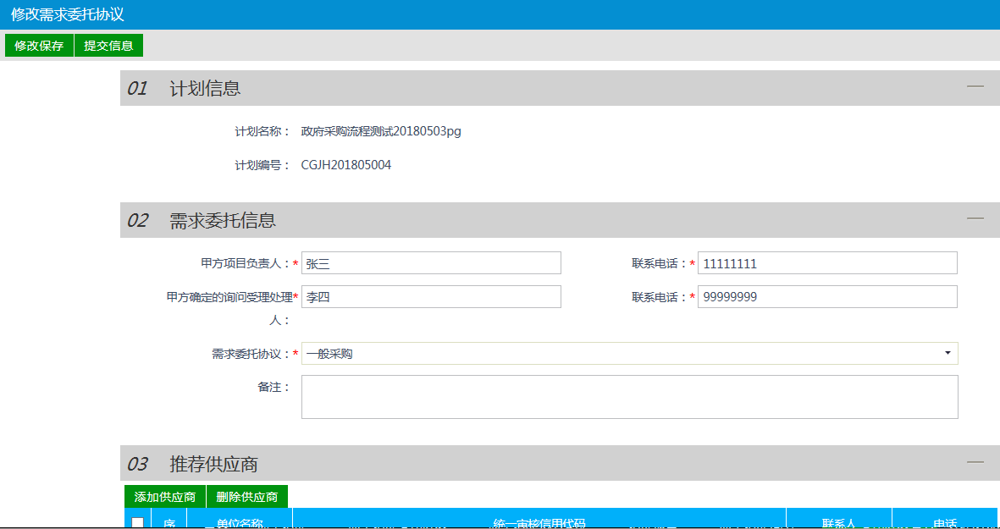 修改需求委托协议
修改保存 提交信息
01 计划信息
计划名称： 政府采购流程测试20180503pg
计划编号： CGJH201805004
02 需求委托信息
甲方项目负责人：* 张三 联系电话：* 11111111
甲方确定的询问受理处理* 李四 联系电话：* 99999999
人：
需求委托协议：* 一般采购
备注：
03 推荐供应商
添加供应商 删除供应商
序 单位名称 统一审核信用代码 联系人 电话